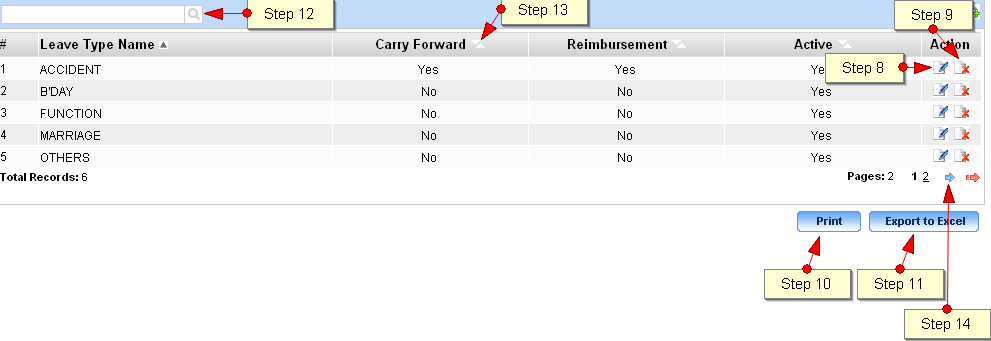 Step 12
Step 13
Step 9
# Leave Type Name Carry Forward Reimbursement Active Action
1 ACCIDENT Yes Yes Yes
Step 8
2 B'DAY No No Yes
3 FUNCTION No No Yes
4 MARRIAGE No No Yes
5 OTHERS No No Yes
Total Records: 6 Pages: 2 1 2
Print Export to Excel
Step 10 Step 11
Step 14